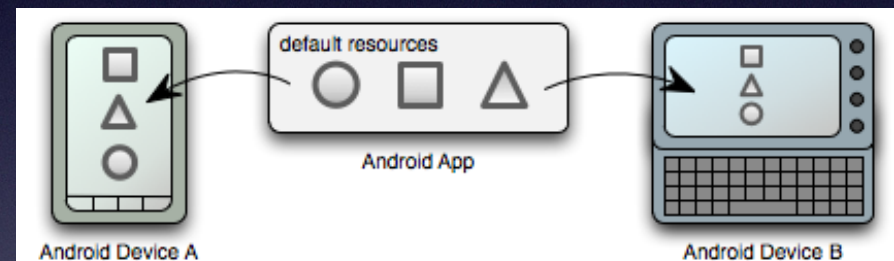 default resources
Android App
Android Device A
Android Device B